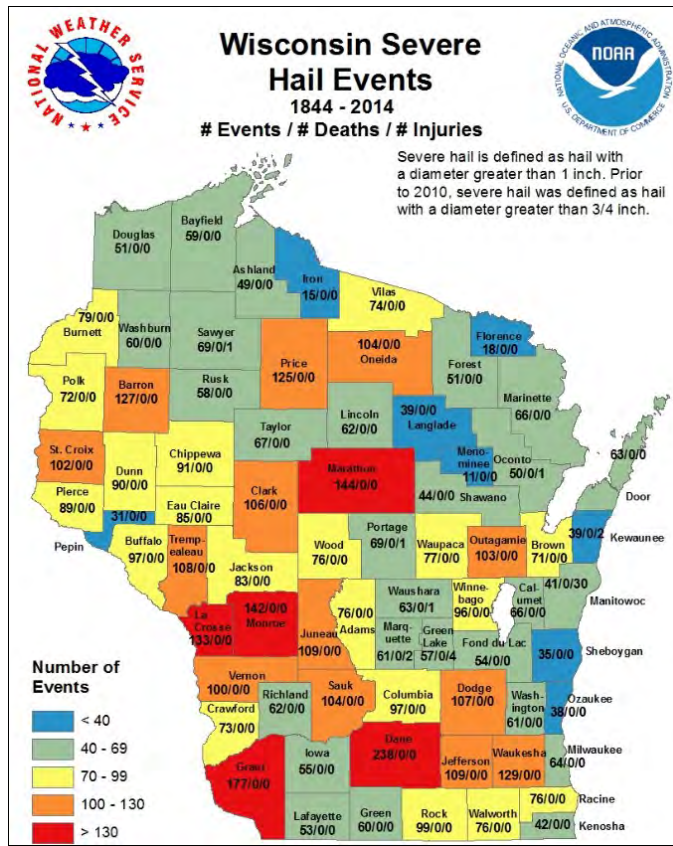 NATIONAL WEATHER SERVICE
Wisconsin Severe
Hail Events
1844 - 2014
# Events / # Deaths / # Injuries
NATIONAL OCEANIC AND ATMOSPHERIC ADMINISTRATION
NOAA
U.S. DEPARTMENT OF COMMERCE
Severe hail is defined as hail with
a diameter greater than 1 inch. Prior
to 2010, severe hail was defined as hail
with a diameter greater than 3/4 inch.
Douglas
51/0/0
Bayfield
59/0/0
Ashland
49/0/0
Iron
15/0/0
Vilas
74/0/0
Florence
18/0/0
79/0/0
Burnett
Washburn
60/0/0
Sawyer
69/0/1
Price
125/0/0
104/0/0
Oneida
Forest
51/0/0
Marinette
66/0/0
Polk
72/0/0
Barron
127/0/0
Rusk
58/0/0
Lincoln
62/0/0
39/0/0
Langlade
Taylor
67/0/0
Meno-
minee
11/0/0
Oconto
50/0/1
63/0/0
Door
St. Croix
102/0/0
Dunn
90/0/0
Chippewa
91/0/0
Marathon
144/0/0
44/0/0
Shawano
Pierce
89/0/0
31/0/0
Pepin
Eau Claire
85/0/0
Clark
106/0/0
Buffalo
97/0/0
Tremp-
ealeau
108/0/0
Jackson
83/0/0
Wood
76/0/0
Portage
69/0/1
Waupaca
77/0/0
Outagamie
103/0/0
Brown
71/0/0
39/0/2
Kewaunee
La
Crosse
133/0/0
142/0/0
Monroe
Juneau
109/0/0
76/0/0
Adams
Waushara
63/0/1
Winne-
bago
96/0/0
Cal-
umet
66/0/0
41/0/30
Manitowoc
Mar-
quette
61/0/2
Green
Lake
57/0/4
Fond du Lac
54/0/0
35/0/0
Sheboygan
Vernon
100/0/0
Crawford
73/0/0
Richland
62/0/0
Sauk
104/0/0
Columbia
97/0/0
Dodge
107/0/0
Wash-
ington
61/0/0
Ozaukee
38/0/0
Grant
177/0/0
Iowa
55/0/0
Dane
238/0/0
Jefferson
109/0/0
Waukesha
129/0/0
Milwaukee
64/0/0
Lafayette
53/0/0
Green
60/0/0
Rock
99/0/0
Walworth
76/0/0
76/0/0
Racine
42/0/0
Kenosha
Number of
Events
< 40
40 - 69
70 - 99
100 - 130
> 130